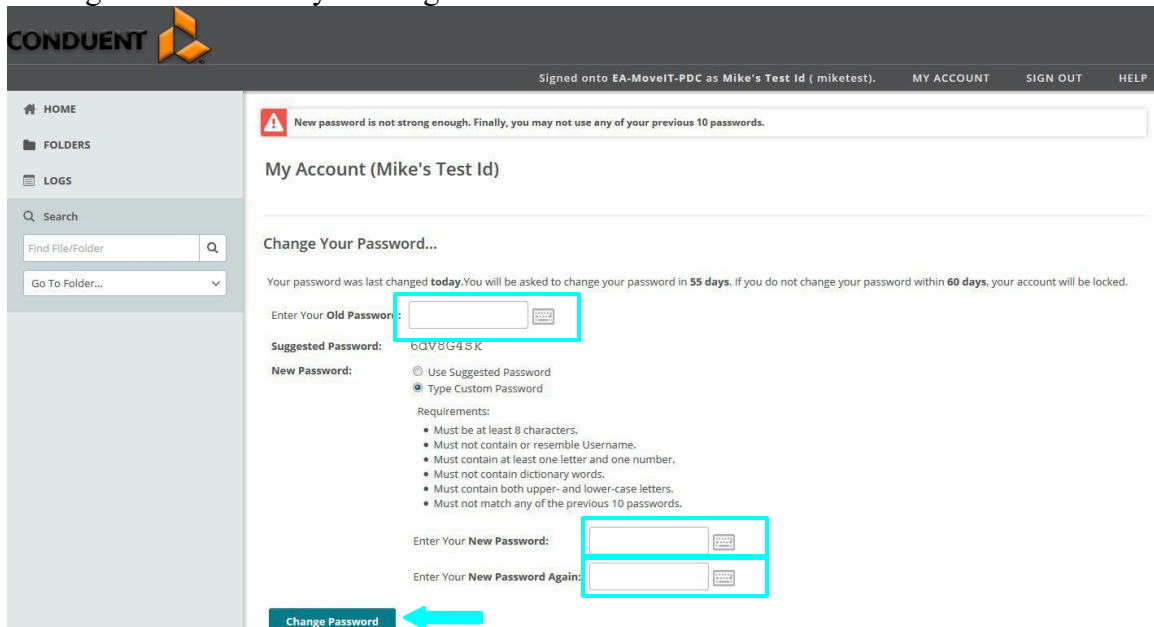 CONDUENT
Signed onto EA-MoveIT-PDC as Mike's Test Id ( miketest). MY ACCOUNT SIGN OUT HELP
HOME
FOLDERS
LOGS
Search
Find File/Folder
Go To Folder...
New password is not strong enough. Finally, you may not use any of your previous 10 passwords.
My Account (Mike's Test Id)
Change Your Password...
Your password was last changed today.You will be asked to change your password in 55 days. If you do not change your password within 60 days, your account will be locked.
Enter Your Old Password:
Suggested Password:
New Password: Use Suggested Password
Type Custom Password
Requirements:
• Must be at least 8 characters.
• Must not contain or resemble Username.
• Must contain at least one letter and one number.
• Must not contain dictionary words.
• Must contain both upper- and lower-case letters.
• Must not match any of the previous 10 passwords.
Enter Your New Password:
Enter Your New Password Again:
Change Password